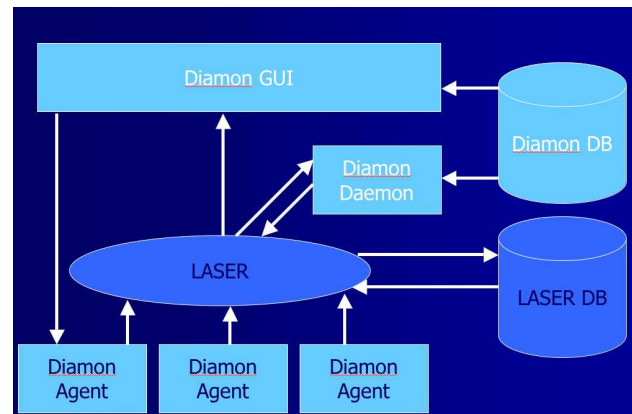 Diamon GUI
Diamon DB
Diamon
Daemon
LASER
LASER DB
Diamon
Agent
Diamon
Agent
Diamon
Agent